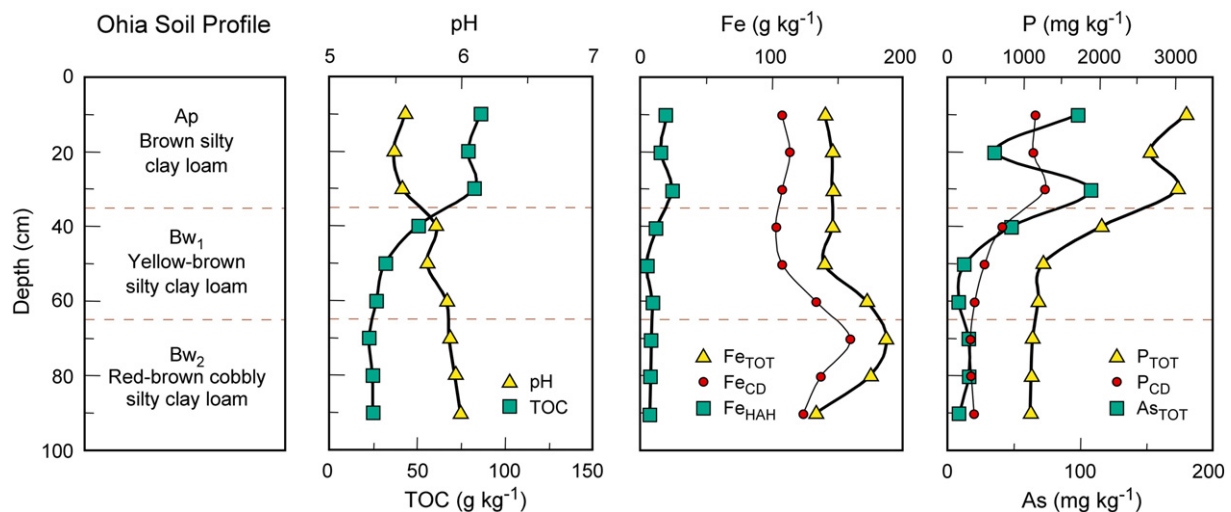 Ohia Soil Profile
pH
Fe (g kg⁻¹)
P (mg kg⁻¹)
5 6 7
0 100 200
0 1000 2000 3000
Depth (cm)
0
20
40
60
80
100
Ap
Brown silty
clay loam
Bw₁
Yellow-brown
silty clay loam
Bw₂
Red-brown cobbly
silty clay loam
pH
TOC
Fe_TOT
Fe_CD
Fe_HAH
P_TOT
P_CD
As_TOT
0 50 100 150
0 100 200
TOC (g kg⁻¹)
As (mg kg⁻¹)